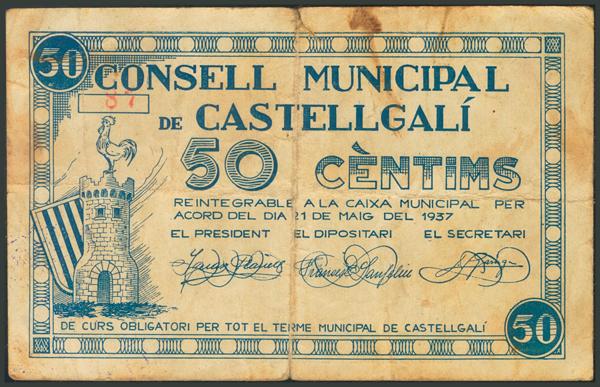 50
CONSELL MUNICIPAL
57
DE CASTELLGALÍ
50 CÈNTIMS
REINTEGRABLE A LA CAIXA MUNICIPAL PER
ACORD DEL DIA 21 DE MAIG DEL 1937
EL PRESIDENT EL DIPOSITARI EL SECRETARI
DE CURS OBLIGATORI PER TOT EL TERME MUNICIPAL DE CASTELLGALÍ
50